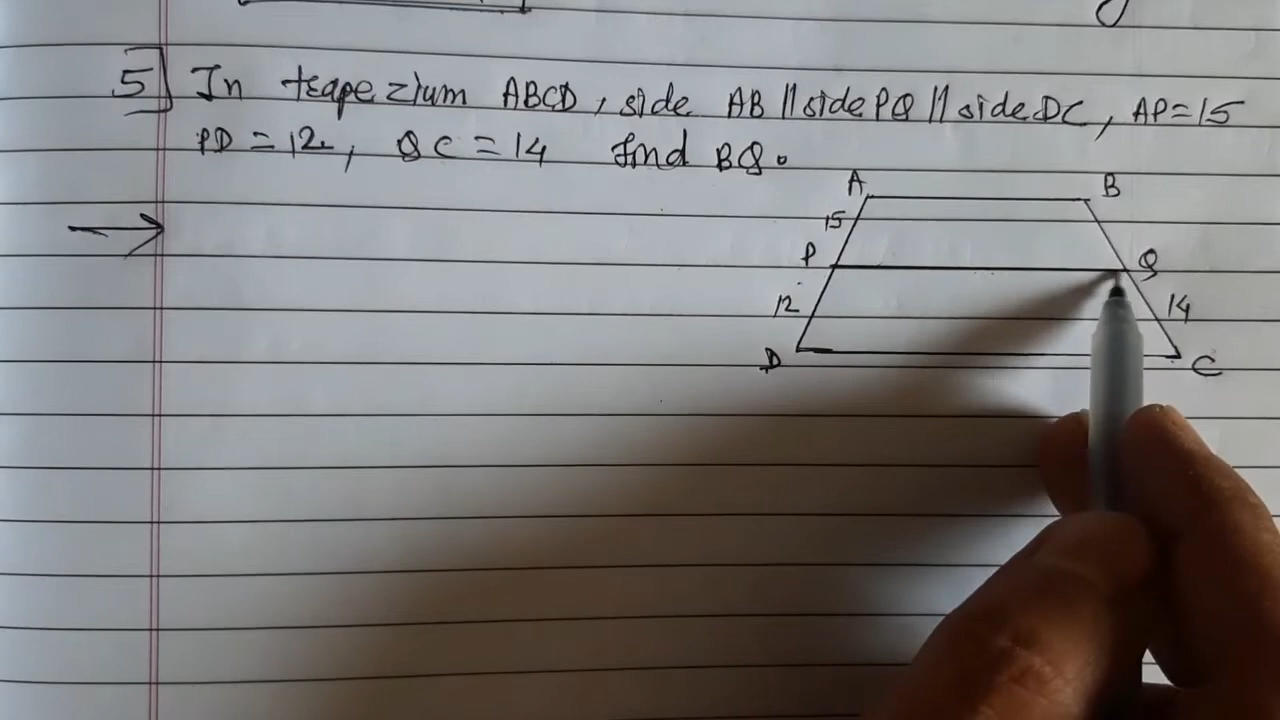 5] In trapezium ABCD, side AB || side PQ || side DC, AP=15
PD = 12, QC = 14 find BQ.
A
B
15
P
Q
12
14
D
C